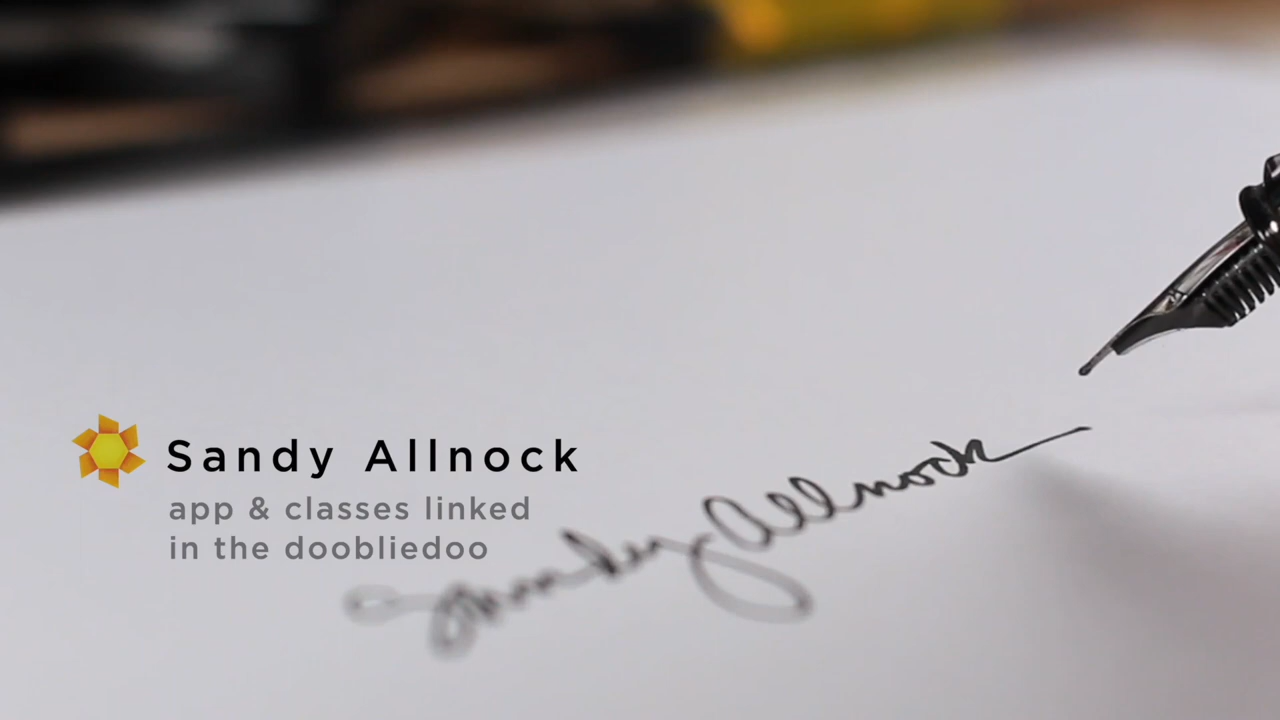 Sandy Allnock
app & classes linked
in the doobliedoo
Sandy Allnock